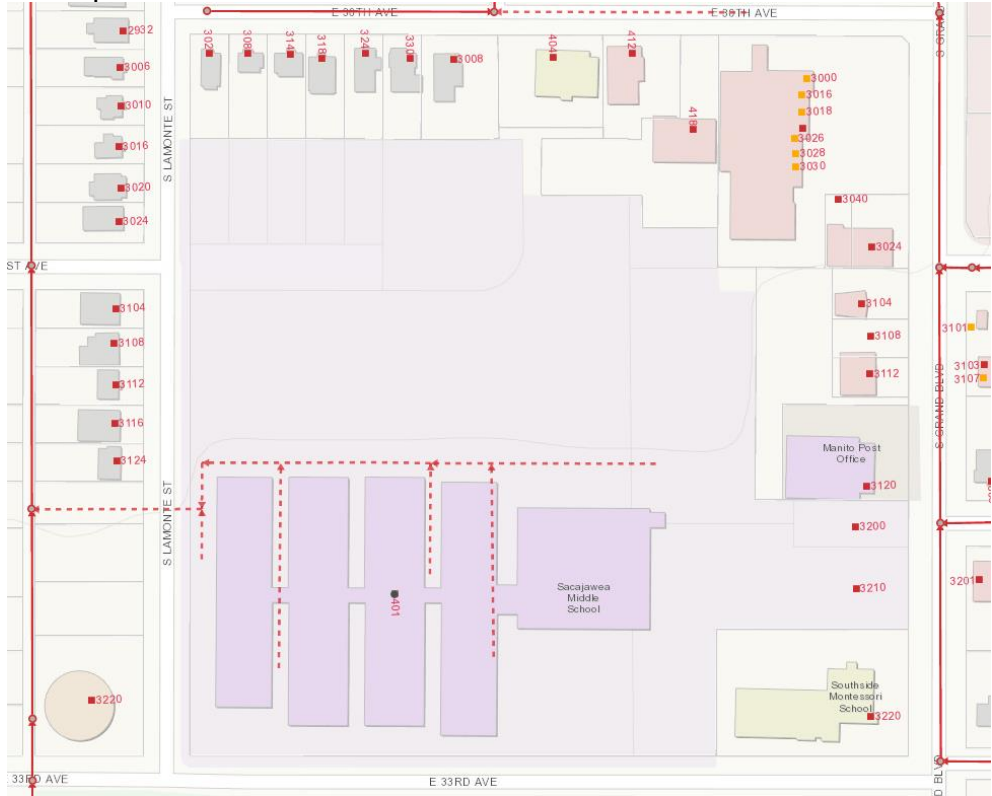 E 30TH AVE
E 30TH AVE
2932
3006
3010
3016
3020
3024
S LAMONTE ST
314
318
324
330
3008
404
412
418
3000
3016
3018
3026
3028
3030
3040
3024
ST AVE
3104
3108
3112
3116
3124
3104
3108
3112
3101
3103
3107
S GRAND BLVD
Manito Post
Office
3120
3200
3210
3201
S LAMONTE ST
401
Sacajawea
Middle
School
Southside
Montessori
School
3220
3220
33RD AVE
E 33RD AVE